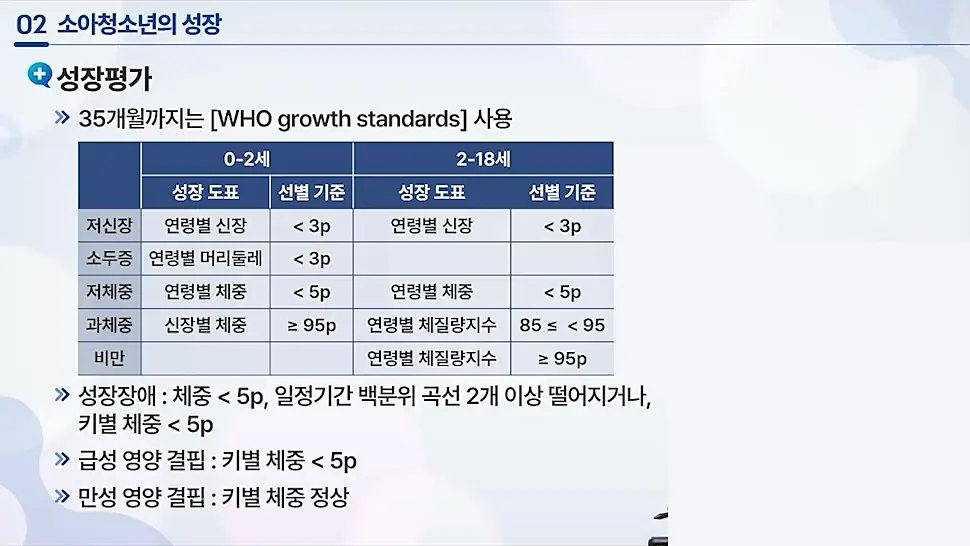 02 소아청소년의 성장
성장평가
35개월까지는 [WHO growth standards] 사용
0-2세 2-18세
성장 도표 선별 기준 성장 도표 선별 기준
저신장 연령별 신장 < 3p 연령별 신장 < 3p
소두증 연령별 머리둘레 < 3p
저체중 연령별 체중 < 5p 연령별 체중 < 5p
과체중 신장별 체중 ≥ 95p 연령별 체질량지수 85 ≤ < 95
비만 연령별 체질량지수 ≥ 95p
성장장애 : 체중 < 5p, 일정기간 백분위 곡선 2개 이상 떨어지거나,
키별 체중 < 5p
급성 영양 결핍 : 키별 체중 < 5p
만성 영양 결핍 : 키별 체중 정상